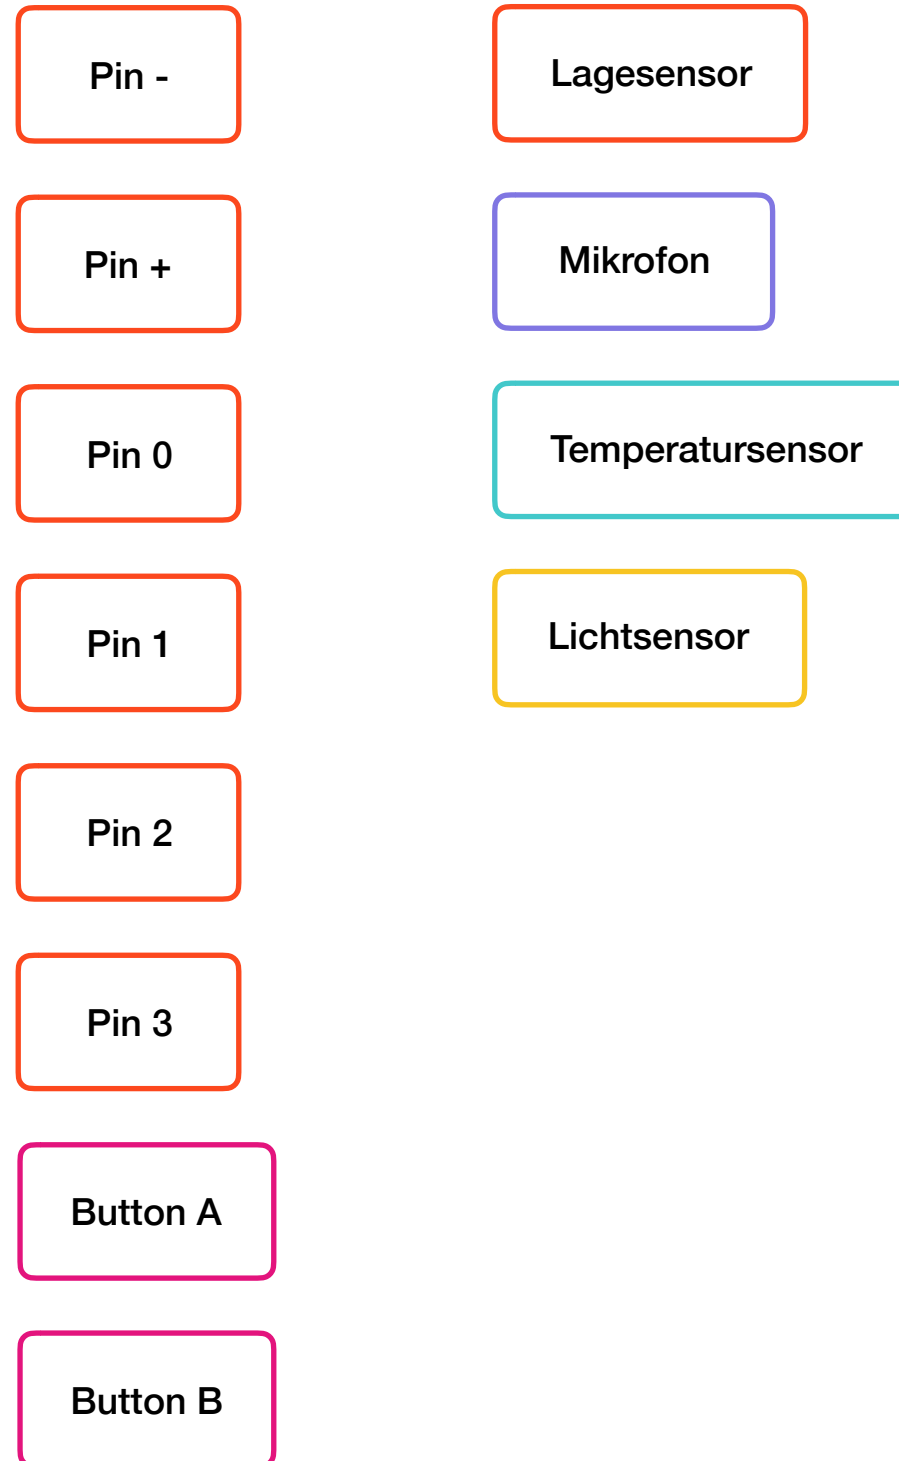 Pin -
Pin +
Pin 0
Pin 1
Pin 2
Pin 3
Button A
Button B
Lagesensor
Mikrofon
Temperatursensor
Lichtsensor